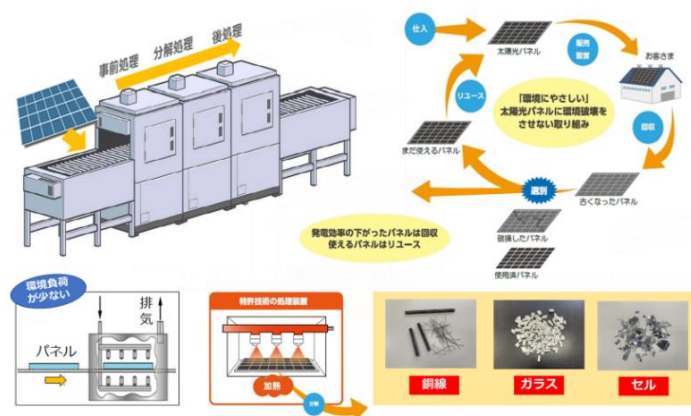 事前処理
分解処理
後処理
仕入
太陽光パネル
販売
設置
お客さま
リユース
「環境にやさしい」
太陽光パネルに環境破壊を
させない取り組み
回収
まだ使えるパネル
選別
古くなったパネル
発電効率の下がったパネルは回収
使えるパネルはリユース
破損したパネル
使用済パネル
環境負荷
が少ない
排気
パネル
特許技術の処理装置
加熱
分解
銅線
ガラス
セル